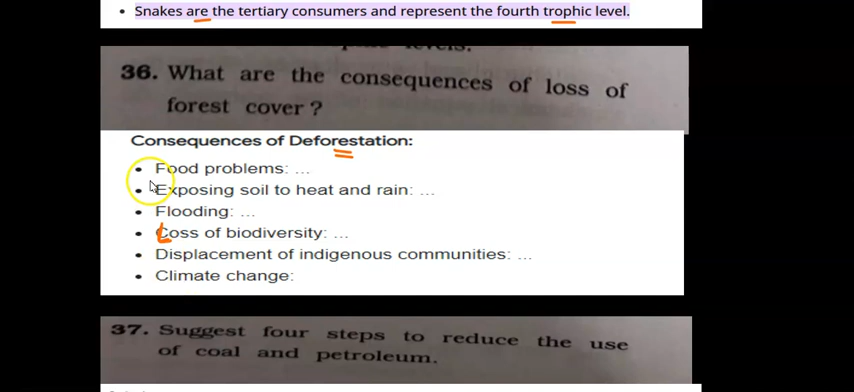 • Snakes are the tertiary consumers and represent the fourth trophic level.
36. What are the consequences of loss of
forest cover ?
Consequences of Deforestation:
• Food problems: ...
• Exposing soil to heat and rain: ...
• Flooding: ...
• Loss of biodiversity: ...
• Displacement of indigenous communities: ...
• Climate change:
37. Suggest four steps to reduce the use
of coal and petroleum.